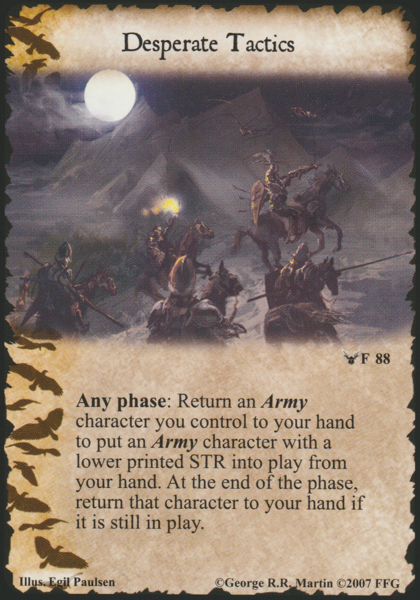 Desperate Tactics
F 88
Any phase: Return an Army
character you control to your hand
to put an Army character with a
lower printed STR into play from
your hand. At the end of the phase,
return that character to your hand if
it is still in play.
Illus. Egil Paulsen ©George R.R. Martin ©2007 FFG